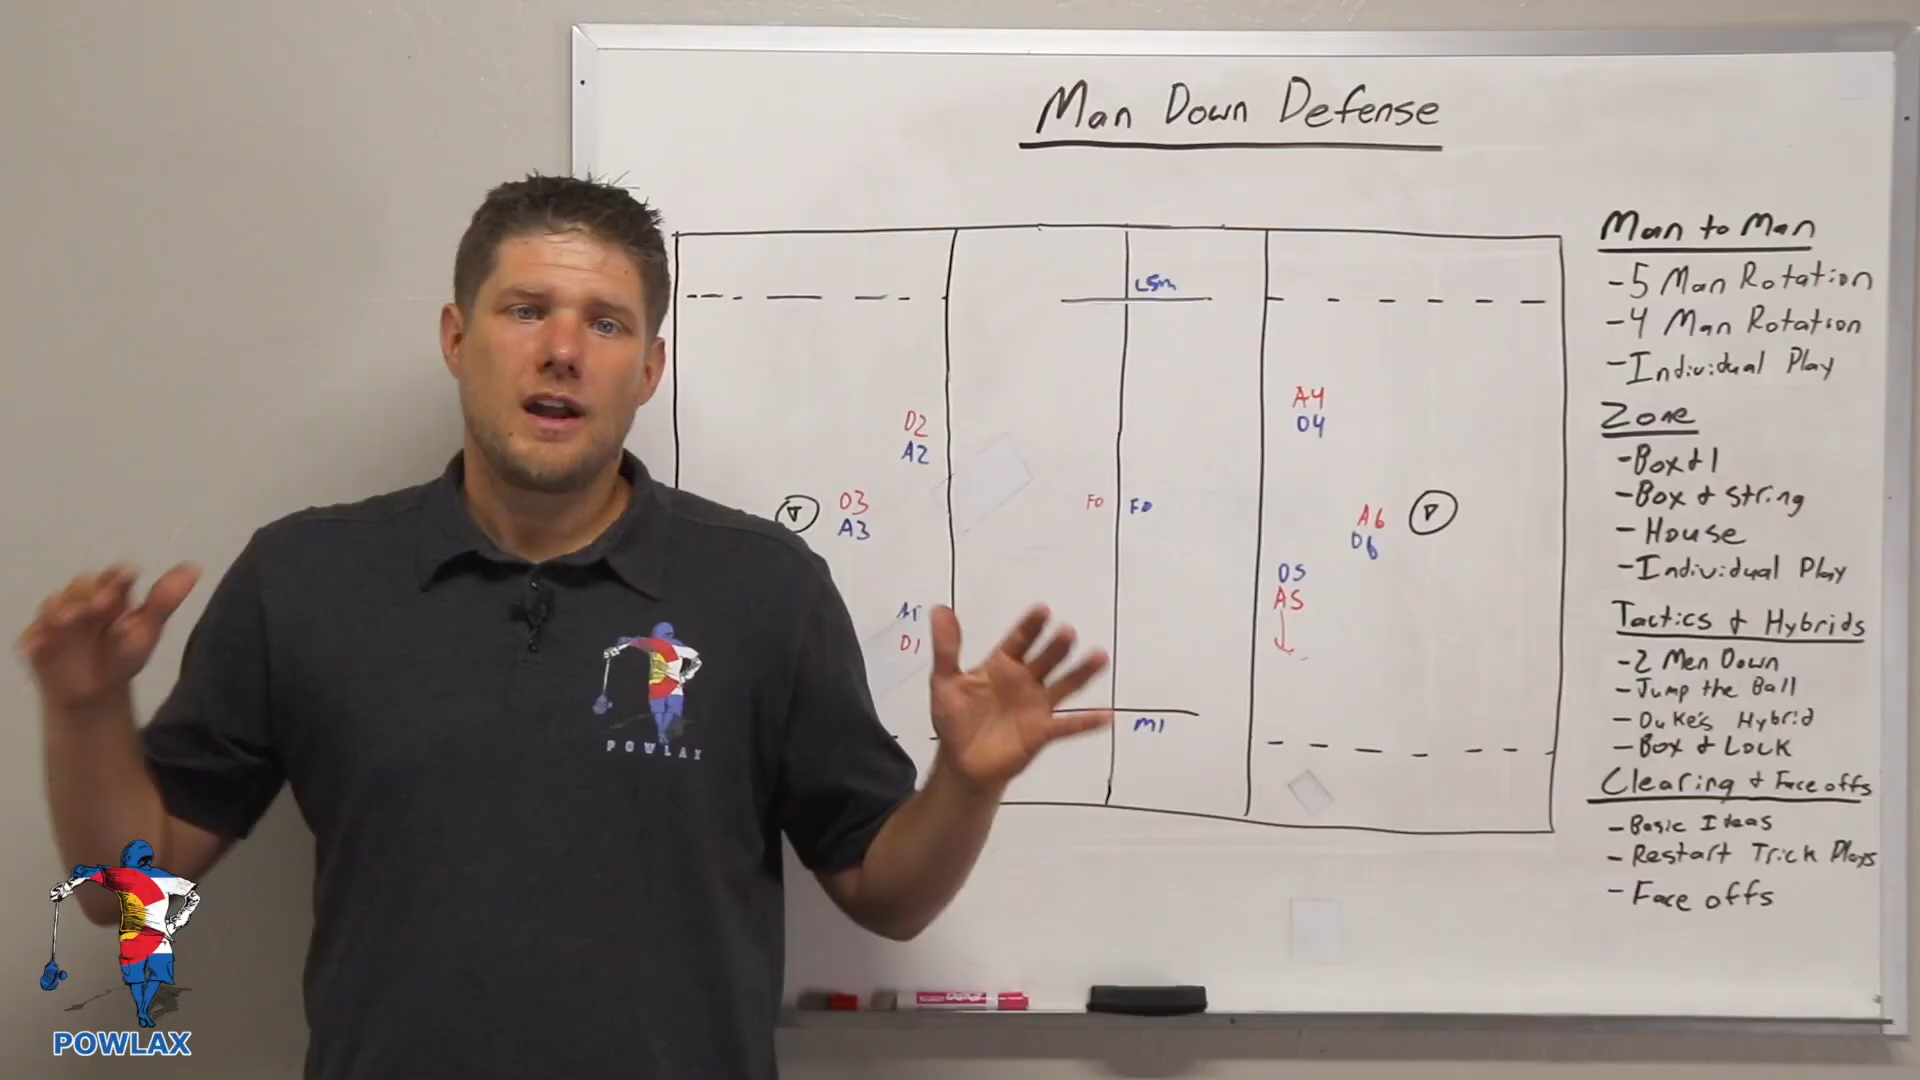 Man Down Defense
Man to Man
-5 Man Rotation
-4 Man Rotation
-Individual Play
Zone
-Box & 1
-Box & String
-House
-Individual Play
Tactics & Hybrids
-2 Men Down
-Jump the Ball
-Duke's Hybrid
-Box & Lock
Clearing & Face offs
-Basic Ideas
-Restart Trick Plays
-Face offs
LSM
D2
A2
D3
A3
D1
FO
FO
A4
D4
A6
D6
D5
A5
M1
POWLAX
POWLAX